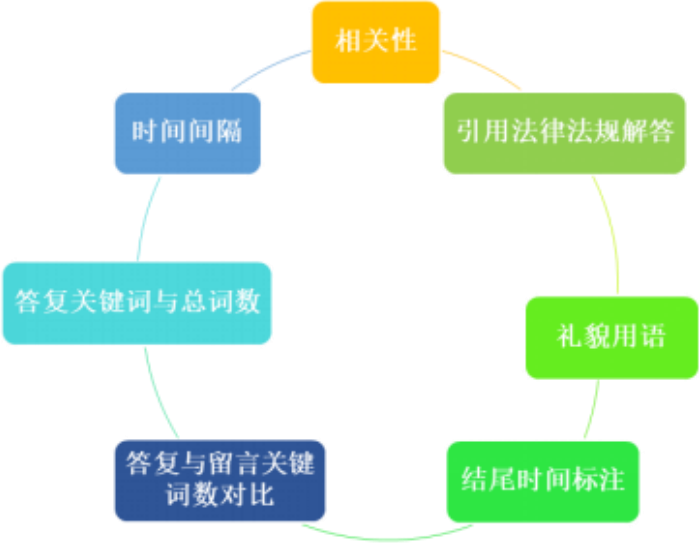 相关性
引用法律法规解答
礼貌用语
结尾时间标注
答复与留言关键
词数对比
答复关键词与总词数
时间间隔